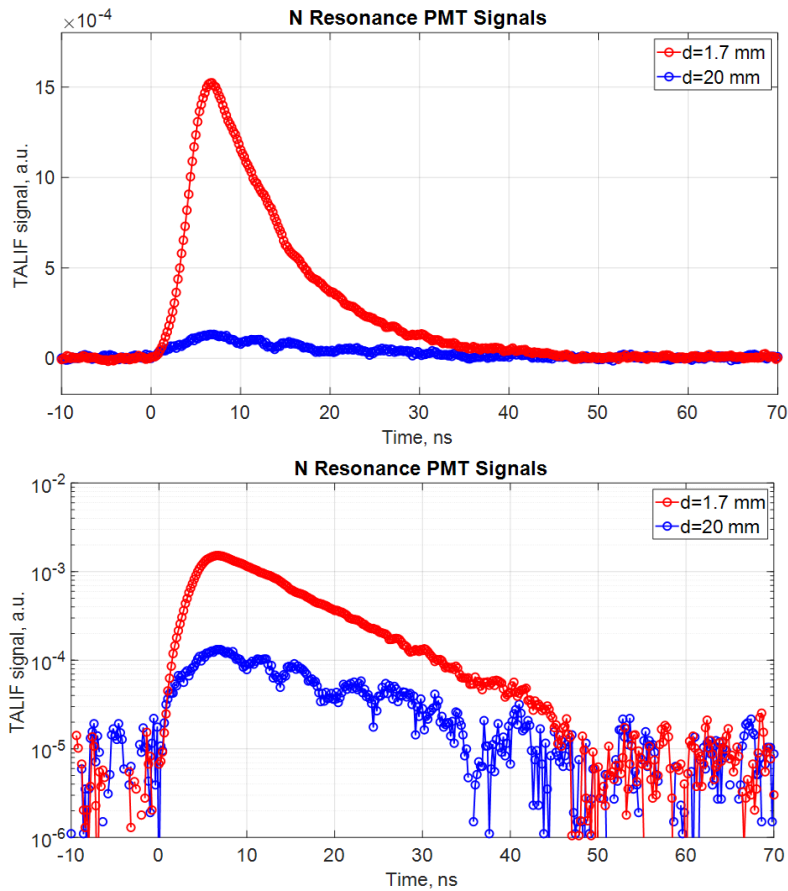 N Resonance PMT Signals
×10⁻⁴
d=1.7 mm
d=20 mm
15
10
5
0
TALIF signal, a.u.
-10 0 10 20 30 40 50 60 70
Time, ns
N Resonance PMT Signals
d=1.7 mm
d=20 mm
10⁻²
10⁻³
10⁻⁴
10⁻⁵
10⁻⁶
TALIF signal, a.u.
-10 0 10 20 30 40 50 60 70
Time, ns